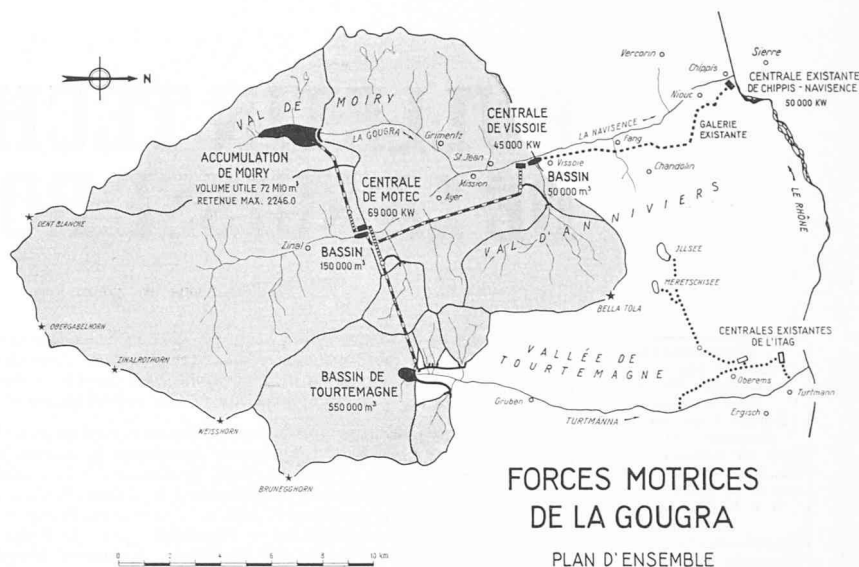 N
VAL DE MOIRY
LA GOUGRA
Grimentz
St. Jean
Mission
Ayer
ACCUMULATION
DE MOIRY
VOLUME UTILE 72 MIO m³
RETENUE MAX. 2246.0
CENTRALE
DE MOTEC
69 000 KW
CENTRALE
DE VISSOIE
45 000 KW
BASSIN
50 000 m³
Vissoie
LA NAVISENCE
Fang
Chandolin
Niouc
Vercorin
Chippis
Sierre
CENTRALE EXISTANTE
DE CHIPPIS - NAVISENCE
50 000 KW
GALERIE
EXISTANTE
LE RHÔNE
VAL D'ANNIVIERS
DENT BLANCHE
Zinal
BASSIN
150 000 m³
OBERGABELHORN
ZINALROTHORN
WEISSHORN
BRUNEGGHORN
BELLA TOLA
ILLSEE
MERETSCHISEE
CENTRALES EXISTANTES
DE L'ITAG
VALLÉE DE
TOURTEMAGNE
BASSIN DE
TOURTEMAGNE
550 000 m³
Gruben
TURTMANNA
Oberems
Ergisch
Turtmann
FORCES MOTRICES
DE LA GOUGRA
PLAN D'ENSEMBLE
0 2 4 6 8 10 km